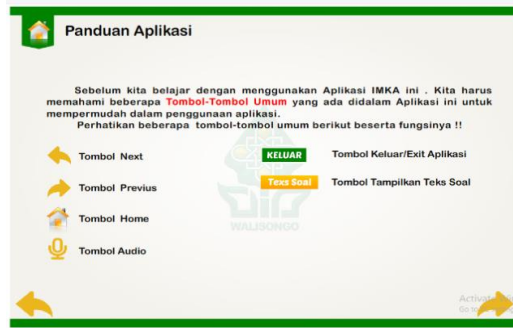 Panduan Aplikasi
Sebelum kita belajar dengan menggunakan Aplikasi IMKA ini . Kita harus
memahami beberapa Tombol-Tombol Umum yang ada didalam Aplikasi ini untuk
mempermudah dalam penggunaan aplikasi.
Perhatikan beberapa tombol-tombol umum berikut beserta fungsinya !!
Tombol Next
Tombol Previus
Tombol Home
Tombol Audio
KELUAR Tombol Keluar/Exit Aplikasi
Texs Soal Tombol Tampilkan Teks Soal
WALISONGO